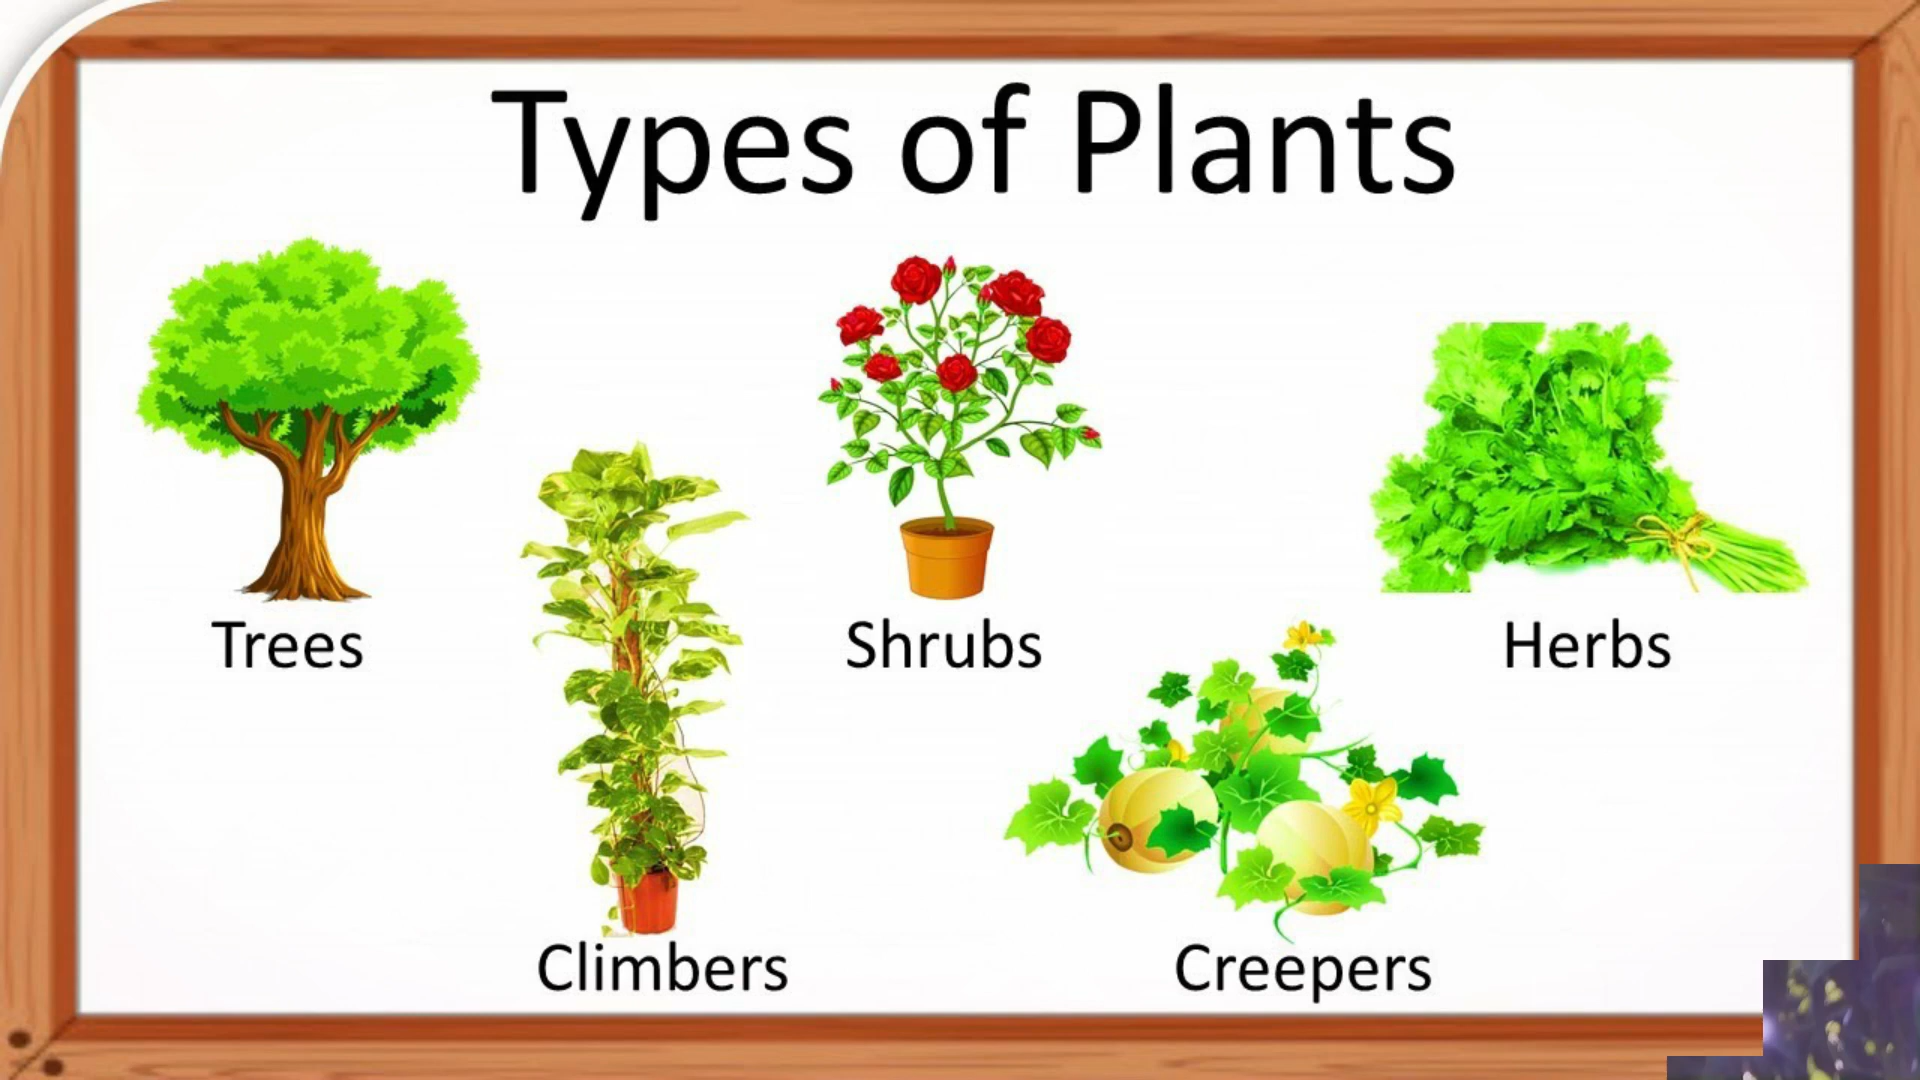 Types of Plants
Trees
Shrubs
Herbs
Climbers
Creepers